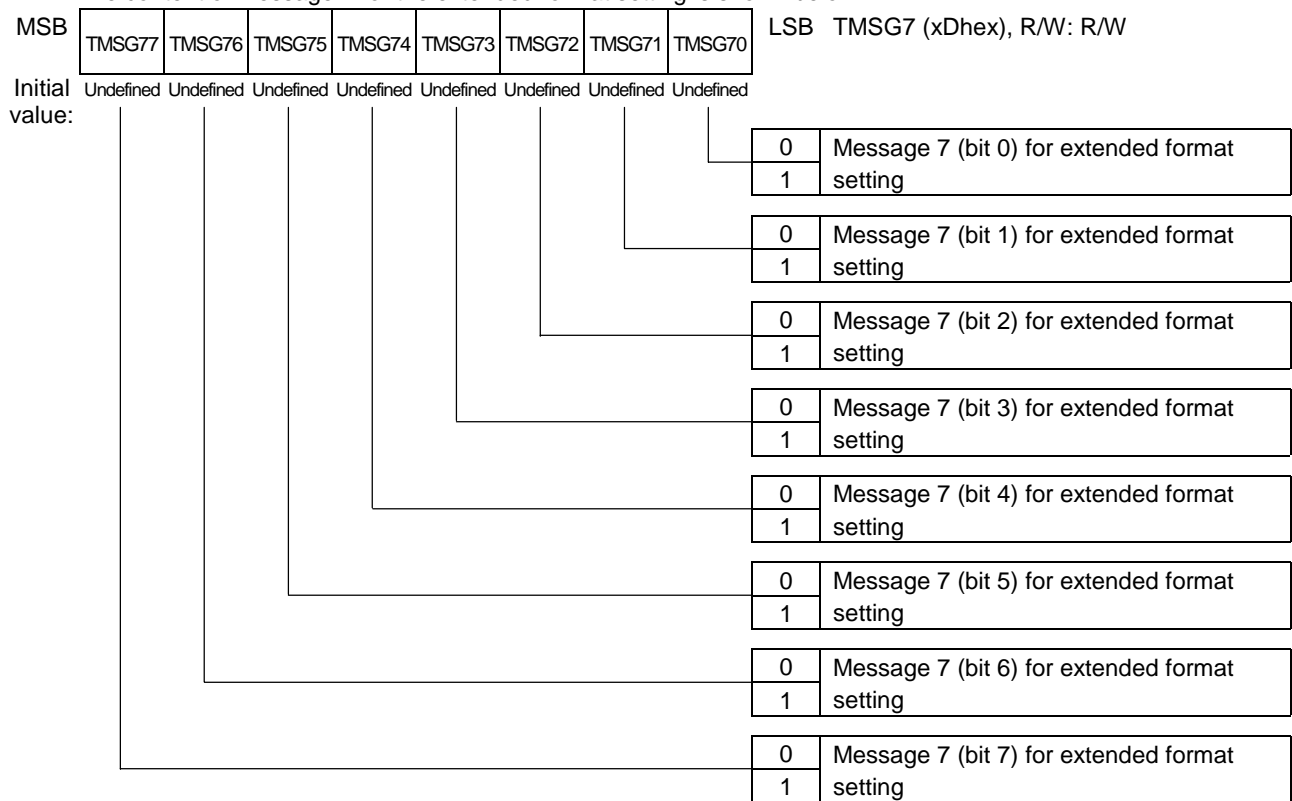 MSB TMSG77 TMSG76 TMSG75 TMSG74 TMSG73 TMSG72 TMSG71 TMSG70 LSB TMSG7 (xDhex), R/W: R/W
Initial value: Undefined Undefined Undefined Undefined Undefined Undefined Undefined Undefined
0 Message 7 (bit 0) for extended format
1 setting
0 Message 7 (bit 1) for extended format
1 setting
0 Message 7 (bit 2) for extended format
1 setting
0 Message 7 (bit 3) for extended format
1 setting
0 Message 7 (bit 4) for extended format
1 setting
0 Message 7 (bit 5) for extended format
1 setting
0 Message 7 (bit 6) for extended format
1 setting
0 Message 7 (bit 7) for extended format
1 setting